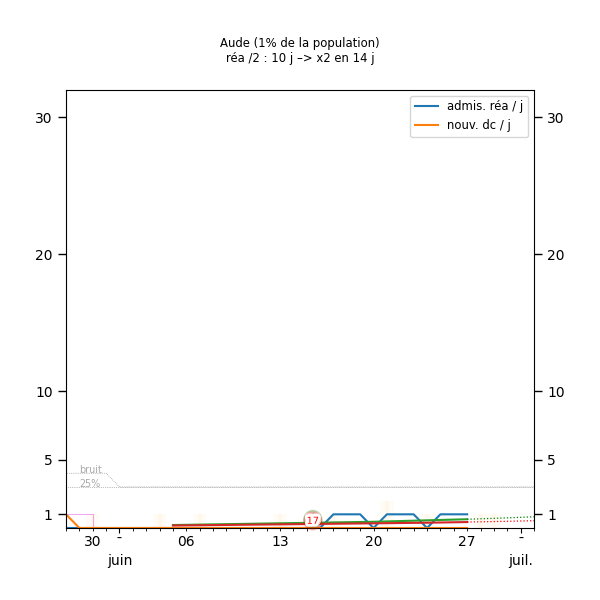 Aude (1% de la population)
réa /2 : 10 j –> x2 en 14 j
admis. réa / j
nouv. dc / j
30 30
20 20
10 10
5 5
bruit
25%
1 1
17
30 - 06 13 20 27 -
juin juil.